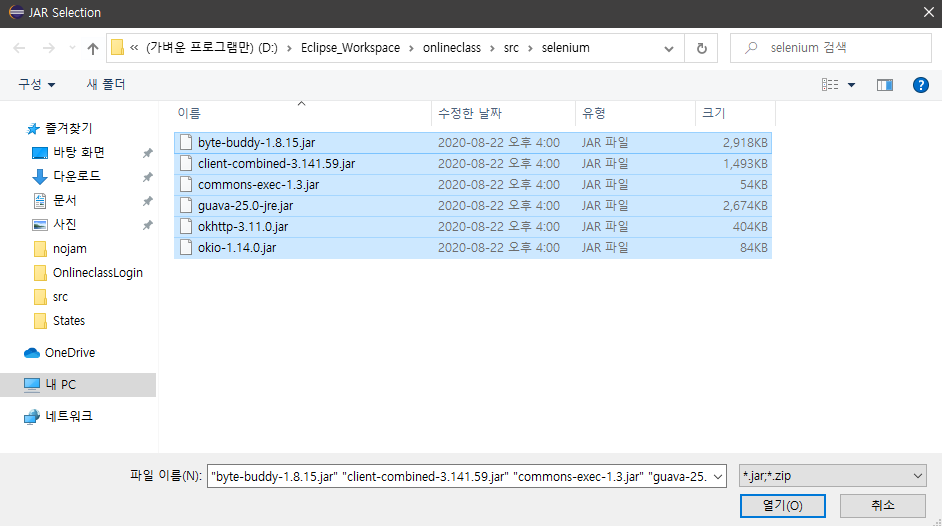 JAR Selection
« (가벼운 프로그램만) (D:) › Eclipse_Workspace › onlineclass › src › selenium
selenium 검색
구성 새 폴더
이름 수정한 날짜 유형 크기
즐겨찾기
바탕 화면
다운로드
문서
사진
nojam
OnlineclassLogin
src
States
OneDrive
내 PC
네트워크
byte-buddy-1.8.15.jar 2020-08-22 오후 4:00 JAR 파일 2,918KB
client-combined-3.141.59.jar 2020-08-22 오후 4:00 JAR 파일 1,493KB
commons-exec-1.3.jar 2020-08-22 오후 4:00 JAR 파일 54KB
guava-25.0-jre.jar 2020-08-22 오후 4:00 JAR 파일 2,674KB
okhttp-3.11.0.jar 2020-08-22 오후 4:00 JAR 파일 404KB
okio-1.14.0.jar 2020-08-22 오후 4:00 JAR 파일 84KB
파일 이름(N): "byte-buddy-1.8.15.jar" "client-combined-3.141.59.jar" "commons-exec-1.3.jar" "guava-25. *.jar;*.zip
열기(O) 취소